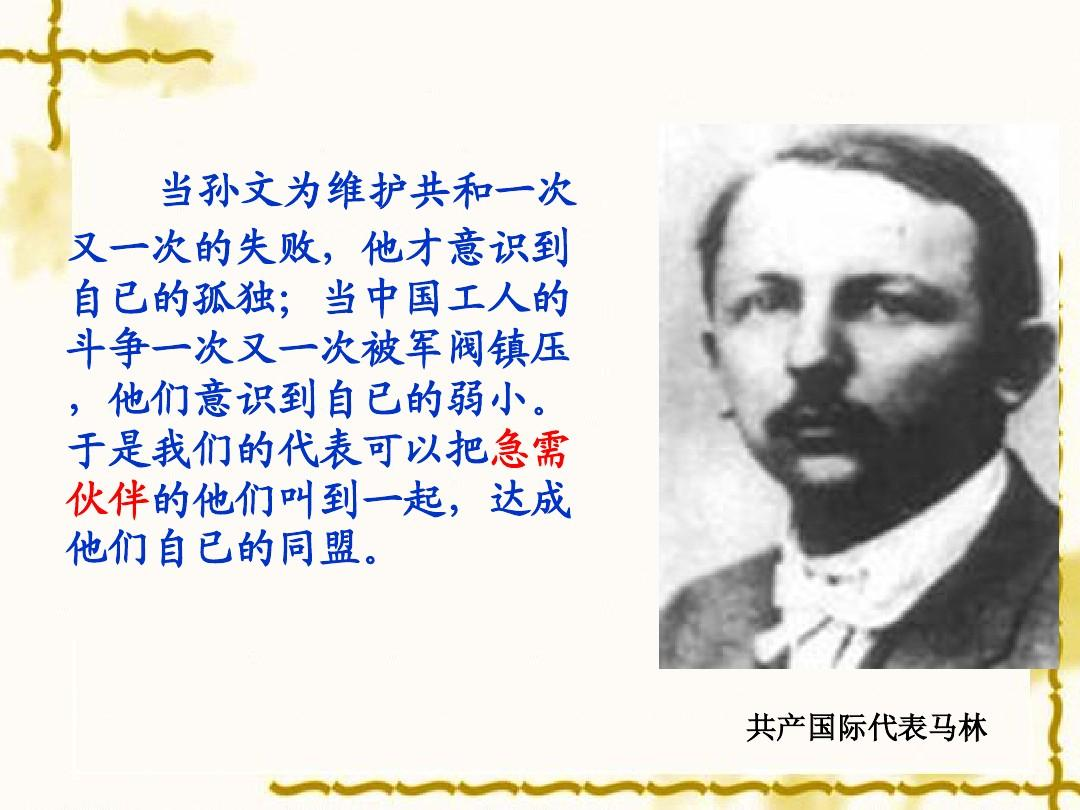 当孙文为维护共和一次
又一次的失败，他才意识到
自已的孤独；当中国工人的
斗争一次又一次被军阀镇压
，他们意识到自已的弱小。
于是我们的代表可以把急需
伙伴的他们叫到一起，达成
他们自已的同盟。
共产国际代表马林